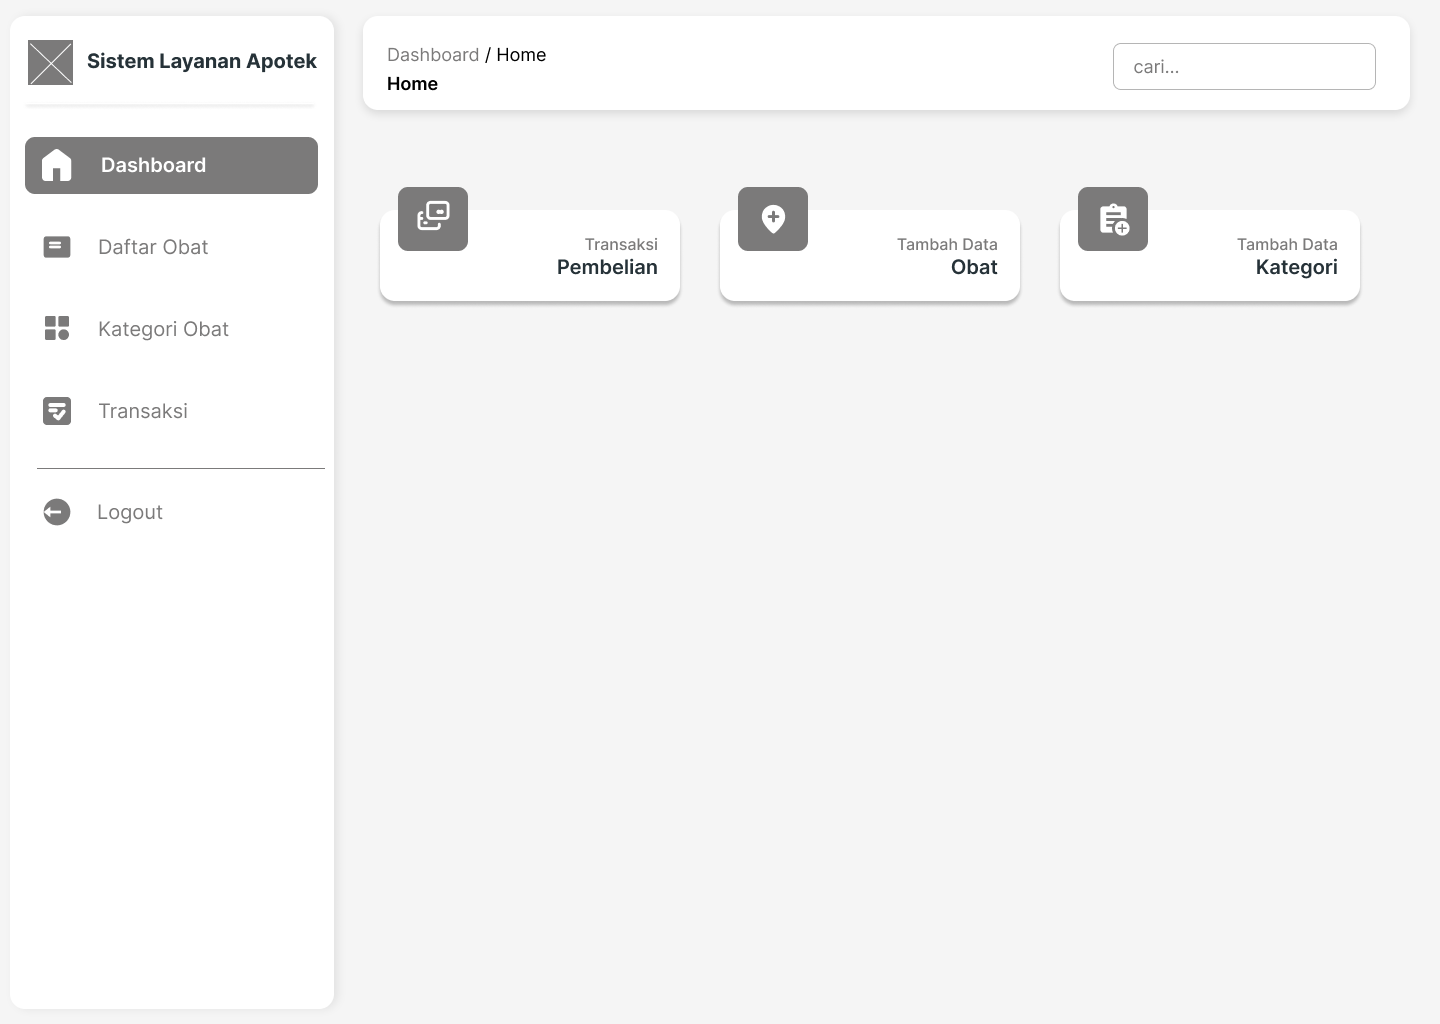 Sistem Layanan Apotek
Dashboard
Daftar Obat
Kategori Obat
Transaksi
Logout
Dashboard / Home
Home
cari...
Transaksi
Pembelian
Tambah Data
Obat
Tambah Data
Kategori